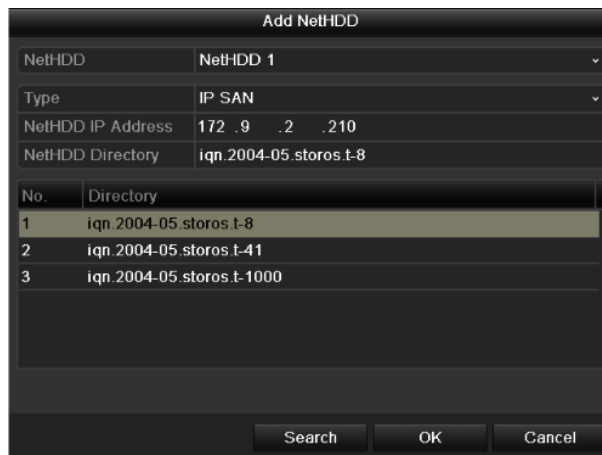 Add NetHDD
NetHDD NetHDD 1
Type IP SAN
NetHDD IP Address 172 .9 .2 .210
NetHDD Directory iqn.2004-05.storos.t-8
No. Directory
1 iqn.2004-05.storos.t-8
2 iqn.2004-05.storos.t-41
3 iqn.2004-05.storos.t-1000
Search OK Cancel